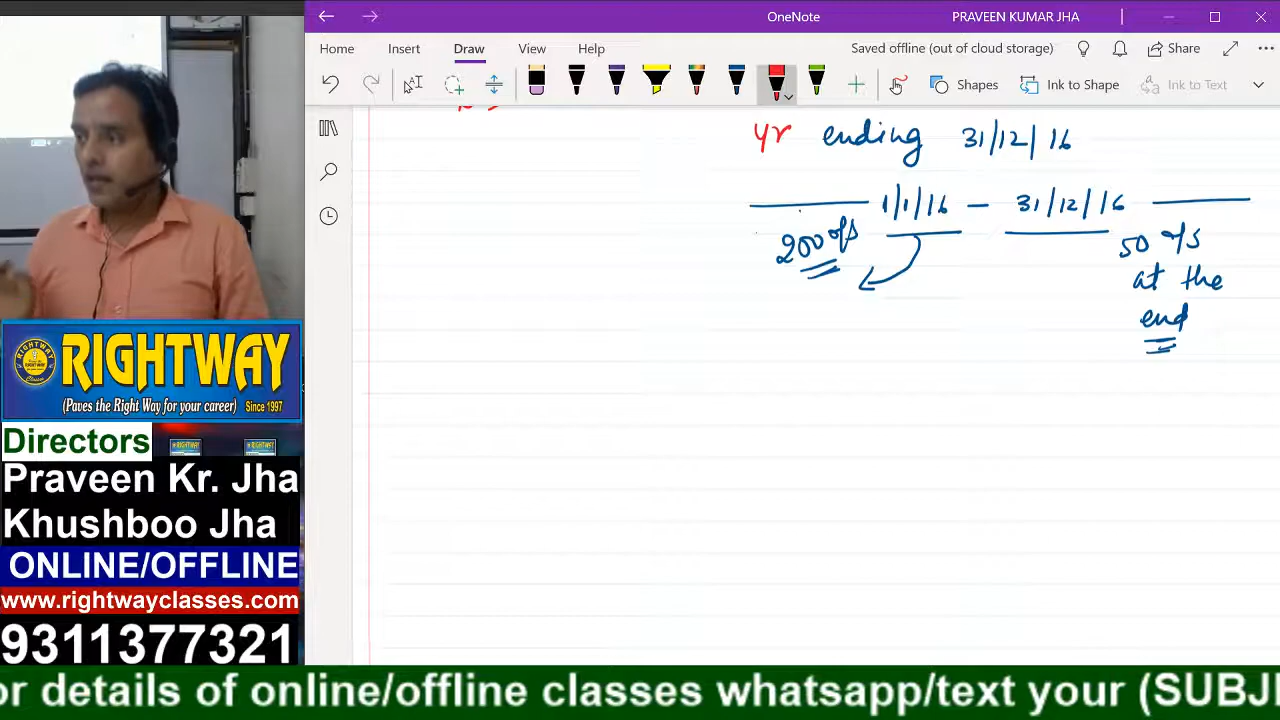 OneNote
PRAVEEN KUMAR JHA
Home Insert Draw View Help
Saved offline (out of cloud storage)
Share
Shapes
Ink to Shape
Ink to Text
yr ending 31/12/16
1/1/16 — 31/12/16
200 o/s
50 o/s
at the
end
RIGHTWAY
(Paves the Right Way for your career) Since 1997
Directors
Praveen Kr. Jha
Khushboo Jha
ONLINE/OFFLINE
www.rightwayclasses.com
9311377321
or details of online/offline classes whatsapp/text your (SUBJ